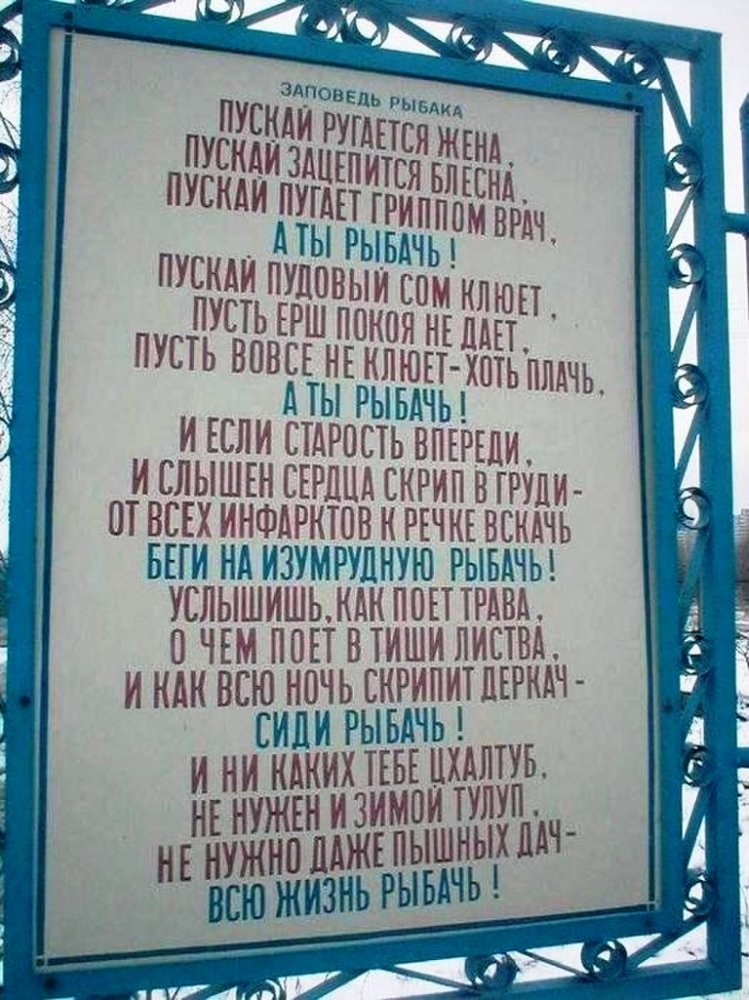 ЗАПОВЕДЬ РЫБАКА
ПУСКАЙ РУГАЕТСЯ ЖЕНА,
ПУСКАЙ ЗАЦЕПИТСЯ БЛЕСНА,
ПУСКАЙ ПУГАЕТ ГРИППОМ ВРАЧ,
А ТЫ РЫБАЧЬ!
ПУСКАЙ ПУДОВЫЙ СОМ КЛЮЕТ,
ПУСТЬ ЕРШ ПОКОЯ НЕ ДАЕТ,
ПУСТЬ ВОВСЕ НЕ КЛЮЕТ-ХОТЬ ПЛАЧЬ,
А ТЫ РЫБАЧЬ!
И ЕСЛИ СТАРОСТЬ ВПЕРЕДИ,
И СЛЫШЕН СЕРДЦА СКРИП В ГРУДИ-
ОТ ВСЕХ ИНФАРКТОВ К РЕЧКЕ ВСКАЧЬ
БЕГИ НА ИЗУМРУДНУЮ РЫБАЧЬ!
УСЛЫШИШЬ, КАК ПОЕТ ТРАВА,
О ЧЕМ ПОЕТ В ТИШИ ЛИСТВА,
И КАК ВСЮ НОЧЬ СКРИПИТ ДЕРКАЧ-
СИДИ РЫБАЧЬ!
И НИ КАКИХ ТЕБЕ ЦХАЛТУБ,
НЕ НУЖЕН И ЗИМОЙ ТУЛУП,
НЕ НУЖНО ДАЖЕ ПЫШНЫХ ДАЧ-
ВСЮ ЖИЗНЬ РЫБАЧЬ!